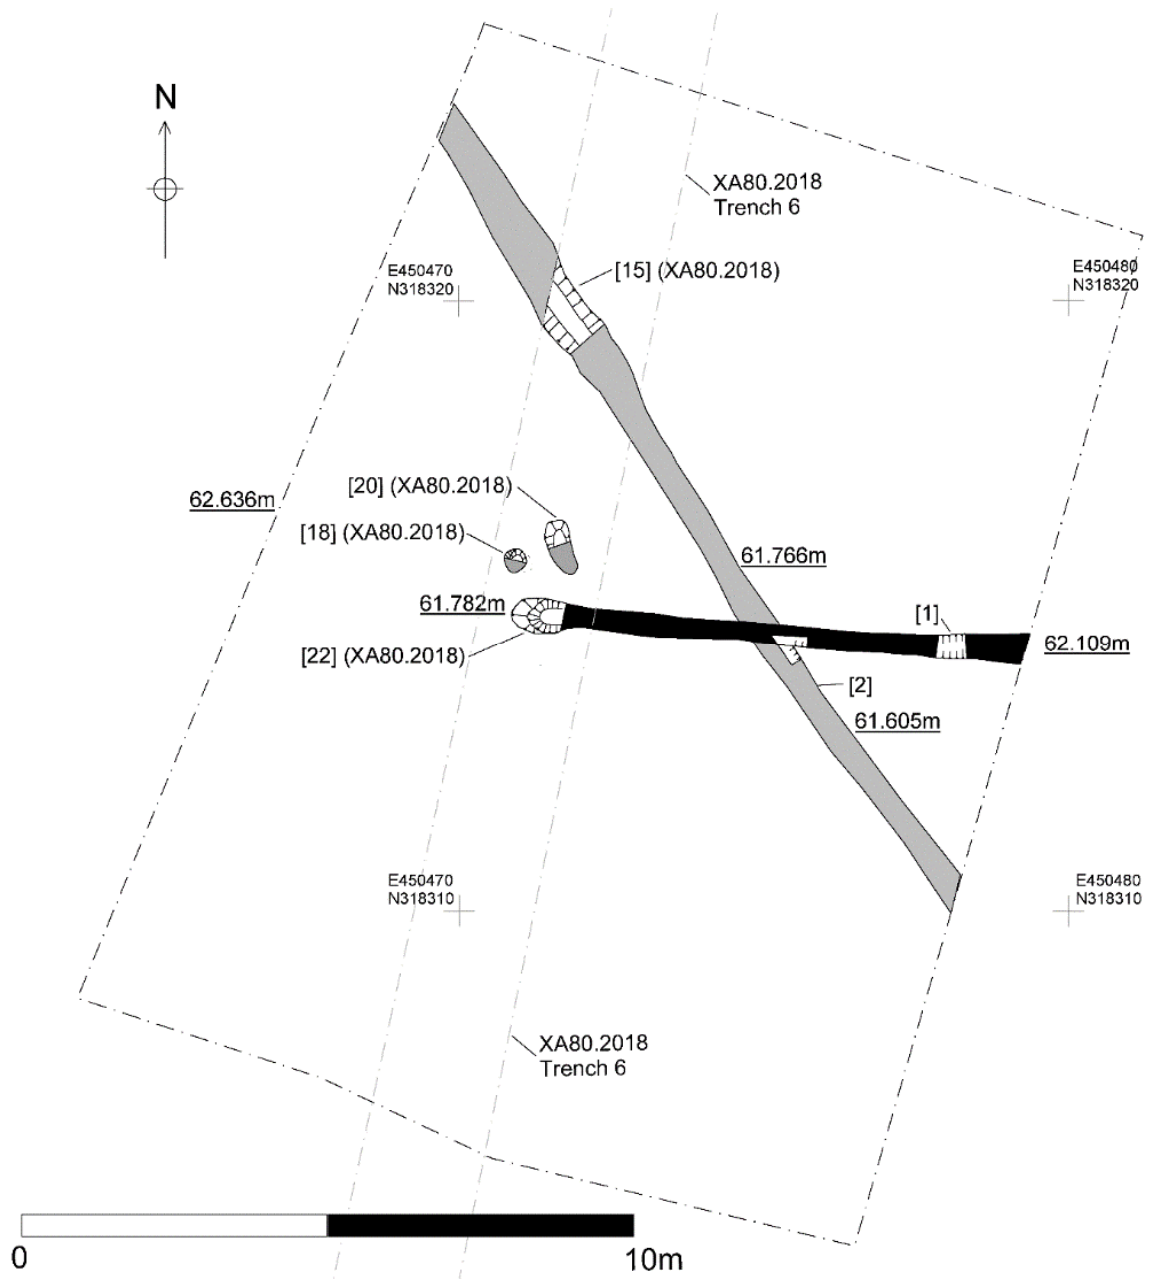 N
XA80.2018
Trench 6
E450470
N318320
[15] (XA80.2018)
E450480
N318320
[20] (XA80.2018)
62.636m
[18] (XA80.2018)
61.766m
61.782m
[1]
[22] (XA80.2018)
62.109m
[2]
61.605m
E450470
N318310
E450480
N318310
XA80.2018
Trench 6
0
10m